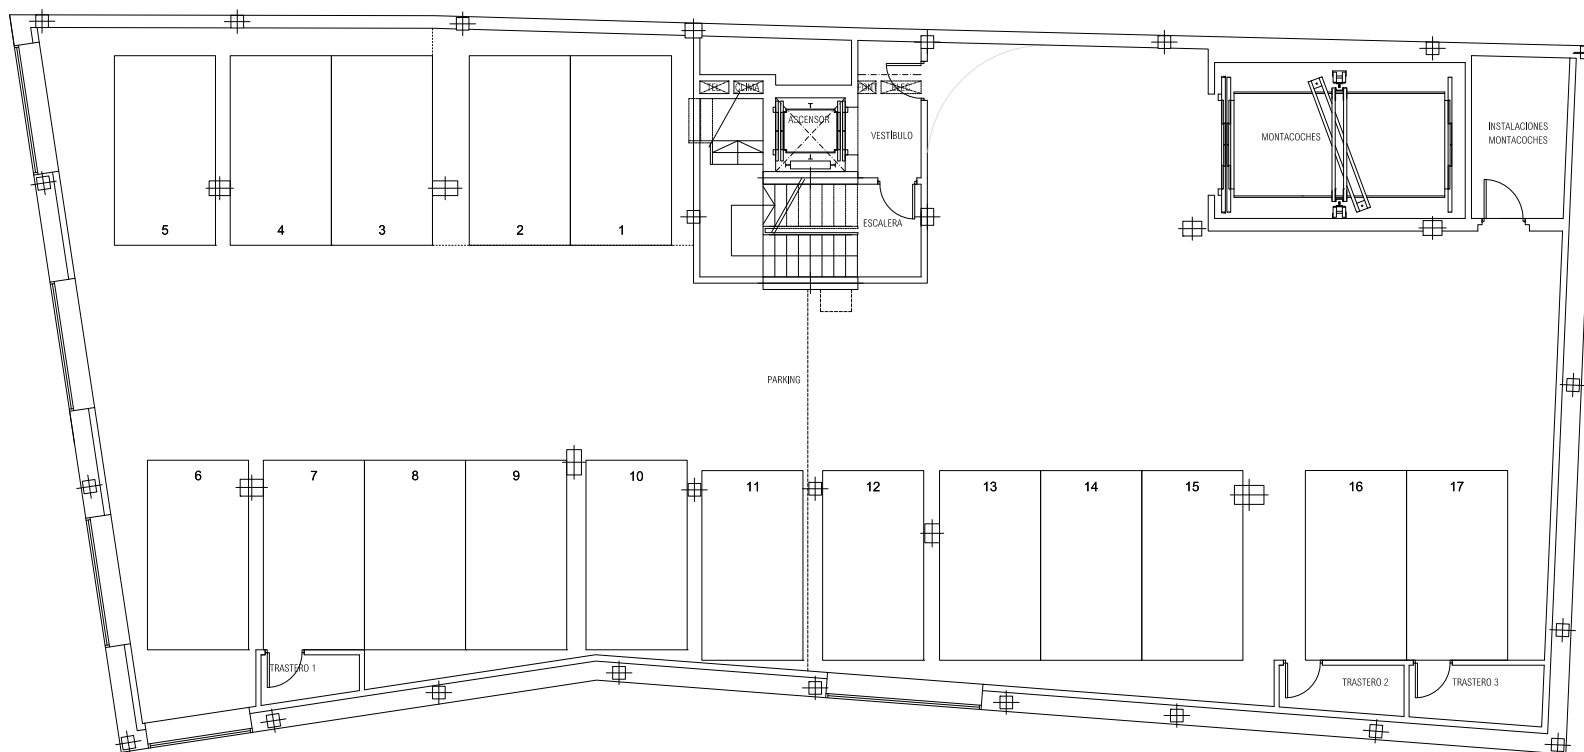 TEL.
CLIMA
FON.
ELEC.
ASCENSOR
VESTÍBULO
MONTACOCHES
INSTALACIONES
MONTACOCHES
5
4
3
2
1
ESCALERA
PARKING
6
7
8
9
10
11
12
13
14
15
16
17
TRASTERO 1
TRASTERO 2
TRASTERO 3